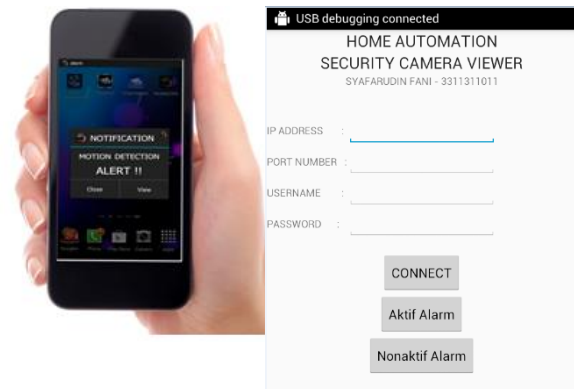 NOTIFICATION
MOTION DETECTION
ALERT !!
Close View
USB debugging connected
HOME AUTOMATION
SECURITY CAMERA VIEWER
SYAFARUDIN FANI - 3311311011
IP ADDRESS :
PORT NUMBER :
USERNAME :
PASSWORD :
CONNECT
Aktif Alarm
Nonaktif Alarm